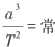 a³/T² = 常